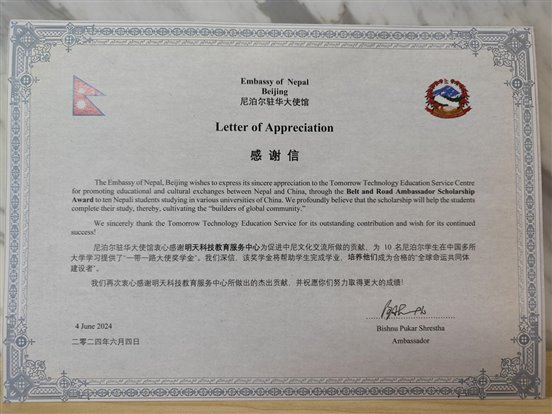 Embassy of Nepal
Beijing
尼泊尔驻华大使馆
Letter of Appreciation
感谢信
The Embassy of Nepal, Beijing wishes to express its sincere appreciation to the Tomorrow Technology Education Service Centre
for promoting educational and cultural exchanges between Nepal and China, through the Belt and Road Ambassador Scholarship
Award to ten Nepali students studying in various universities of China. We profoundly believe that the scholarship will help the students
complete their study, thereby, cultivating the “builders of global community.”
We sincerely thank the Tomorrow Technology Education Service for its outstanding contribution and wish for its continued
success!
尼泊尔驻华大使馆衷心感谢明天科技教育服务中心为促进中尼文化交流所做的贡献、为 10 名尼泊尔学生在中国多所
大学学习提供了“一带一路大使奖学金”。我们深信，该奖学金将帮助学生完成学业，培养他们成为合格的“全球命运共同体
建设者”。
我们再次衷心感谢明天科技教育服务中心所做出的杰出贡献，并祝愿你们努力取得更大的成绩！
4 June 2024
二零二四年六月四日
Bishnu Pukar Shrestha
Ambassador